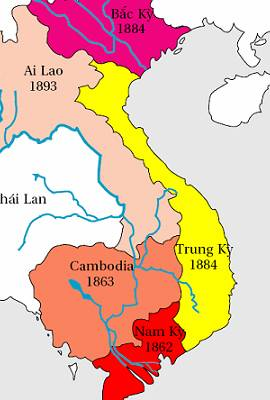 Bắc Kỳ
1884
Ai Lao
1893
hái Lan
Trung Kỳ
1884
Cambodia
1863
Nam Kỳ
1862